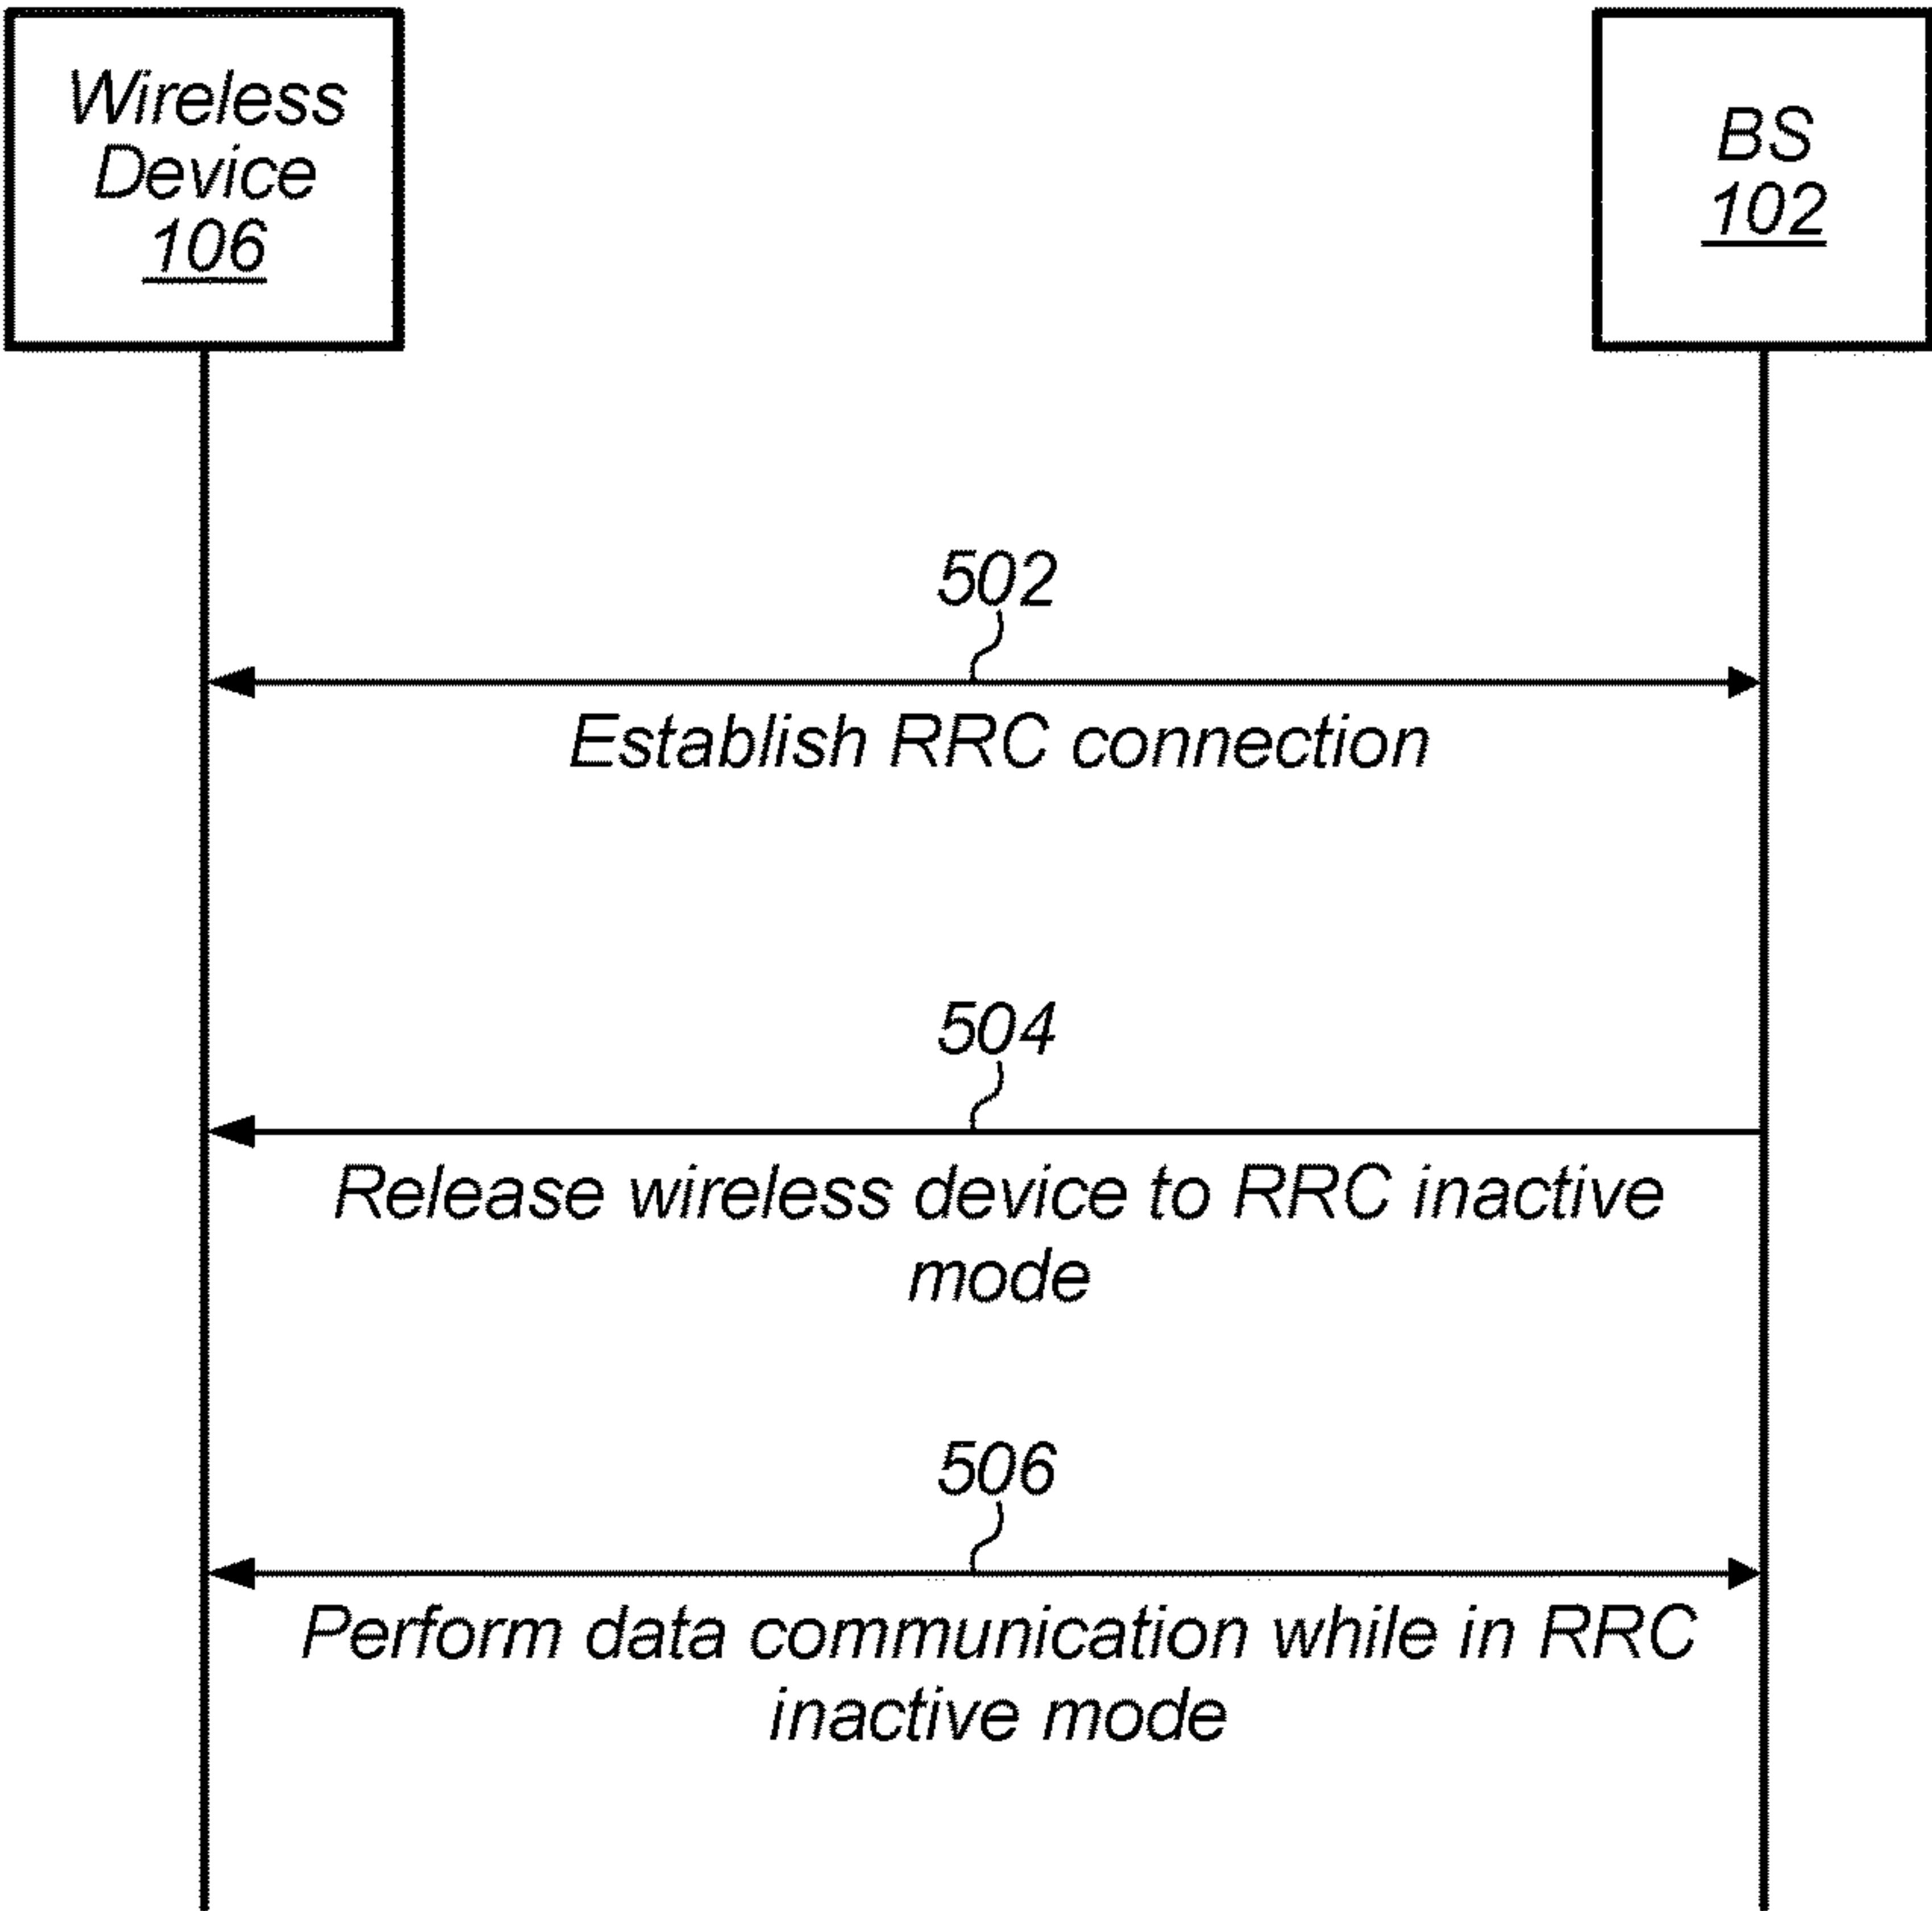 Wireless
Device
106
BS
102
502
Establish RRC connection
504
Release wireless device to RRC inactive
mode
506
Perform data communication while in RRC
inactive mode